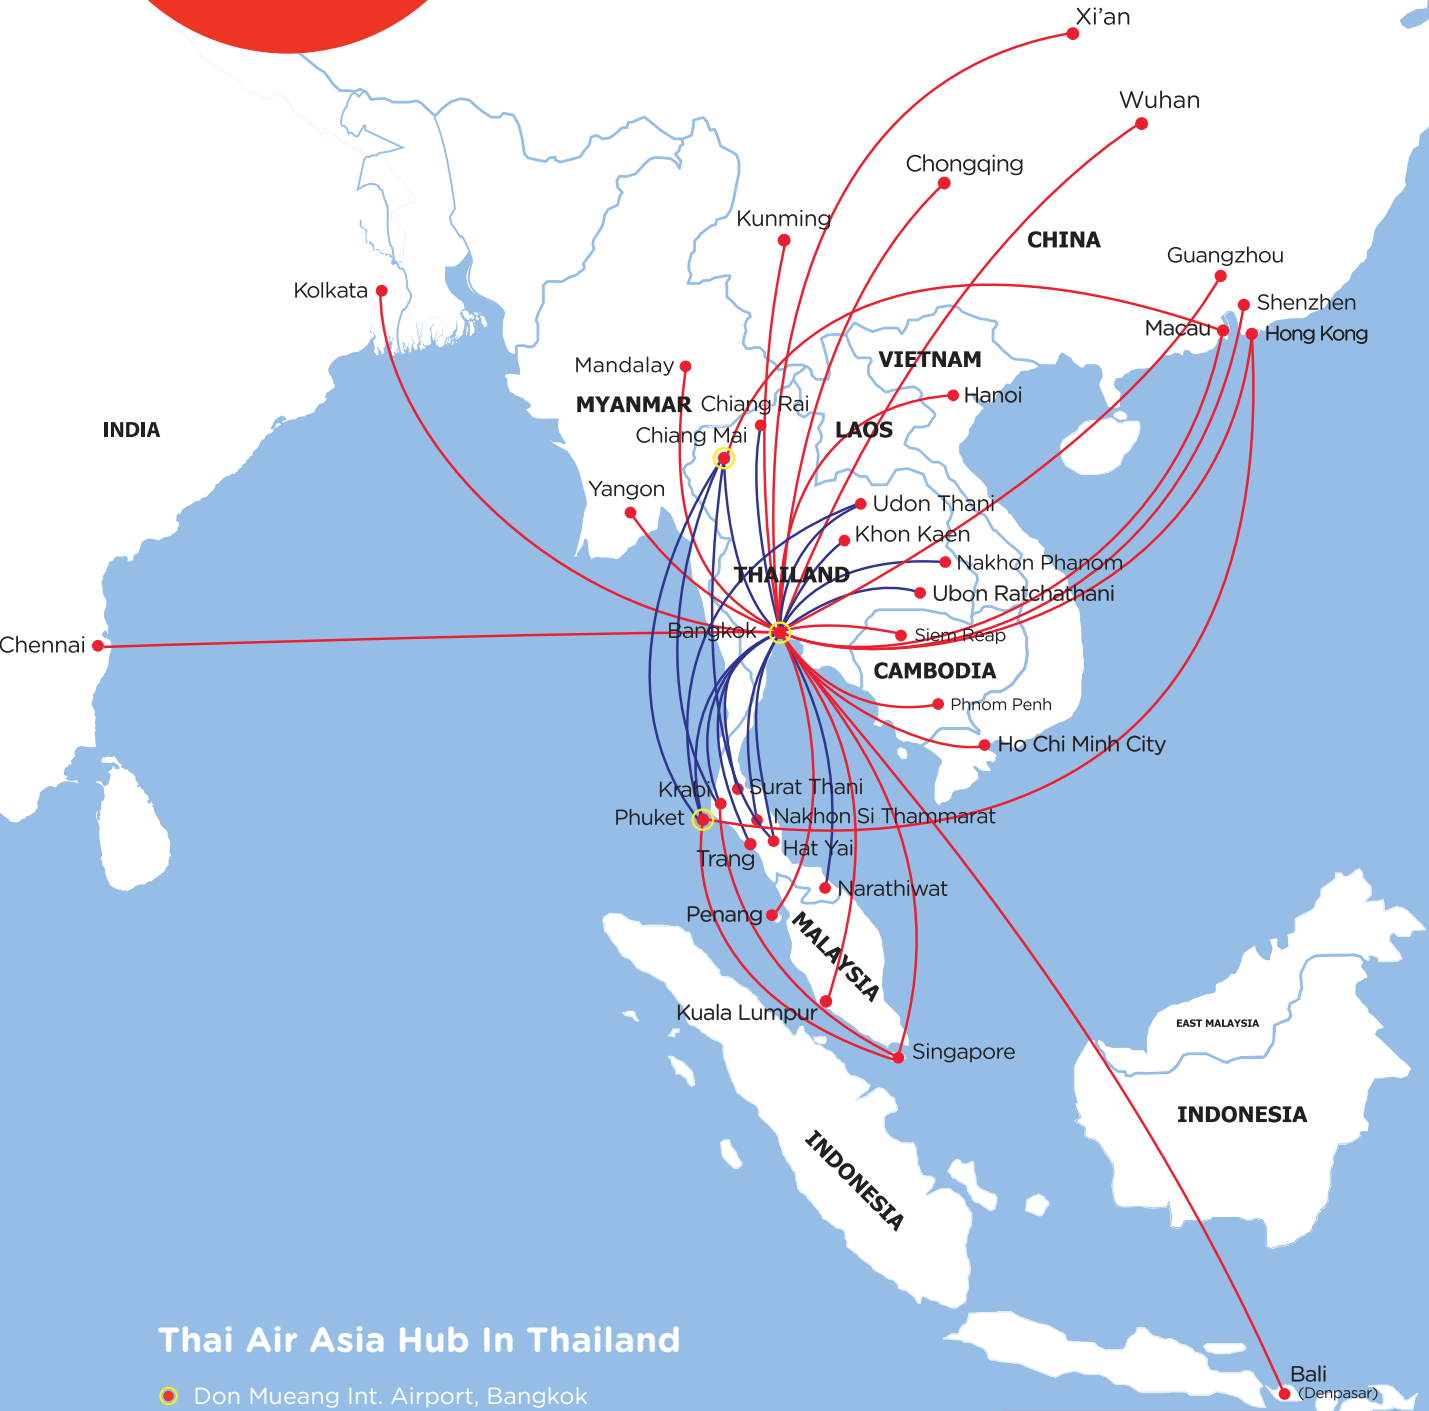 Xi'an
Wuhan
Chongqing
Kunming
CHINA
Guangzhou
Kolkata
Shenzhen
Macau
Hong Kong
VIETNAM
Mandalay
Hanoi
MYANMAR
Chiang Rai
INDIA
LAOS
Chiang Mai
Yangon
Udon Thani
Khon Kaen
Nakhon Phanom
THAILAND
Ubon Ratchathani
Bangkok
Siem Reap
Chennai
CAMBODIA
Phnom Penh
Ho Chi Minh City
Krabi
Surat Thani
Phuket
Nakhon Si Thammarat
Hat Yai
Trang
Narathiwat
Penang
MALAYSIA
Kuala Lumpur
EAST MALAYSIA
Singapore
INDONESIA
INDONESIA
Thai Air Asia Hub In Thailand
Bali
(Denpasar)
Don Mueang Int. Airport, Bangkok